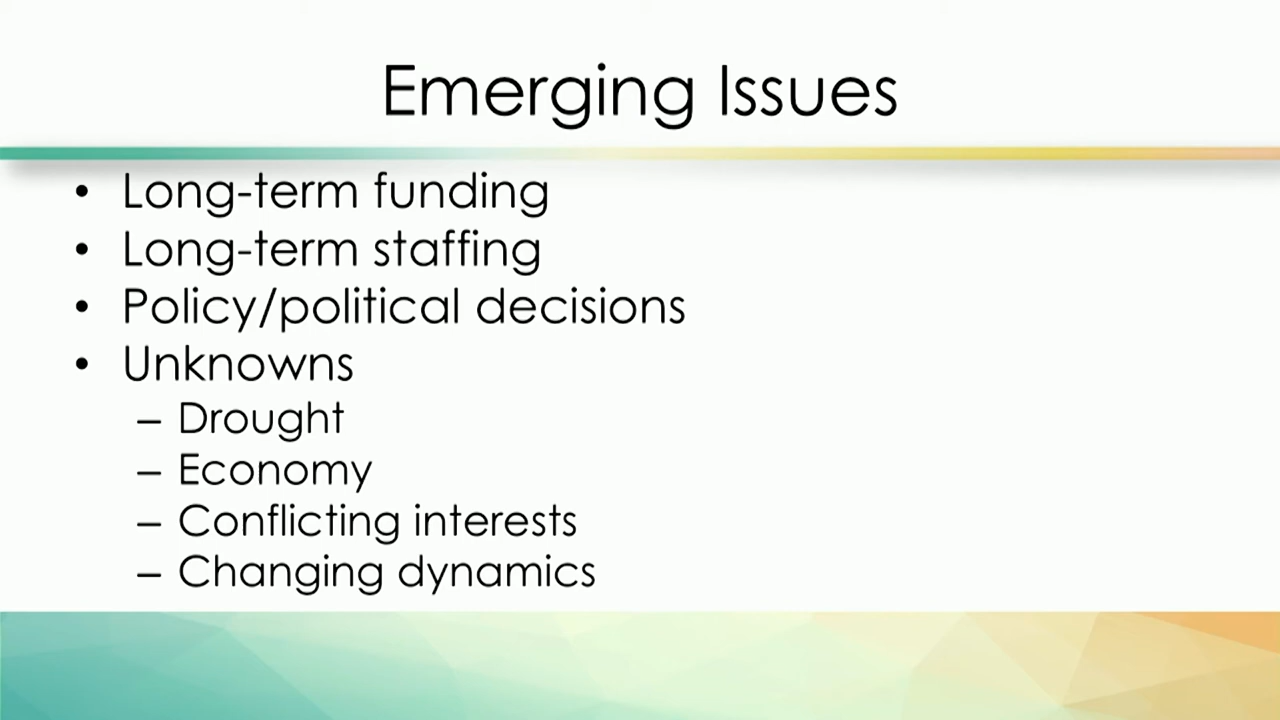 Emerging Issues
• Long-term funding
• Long-term staffing
• Policy/political decisions
• Unknowns
– Drought
– Economy
– Conflicting interests
– Changing dynamics